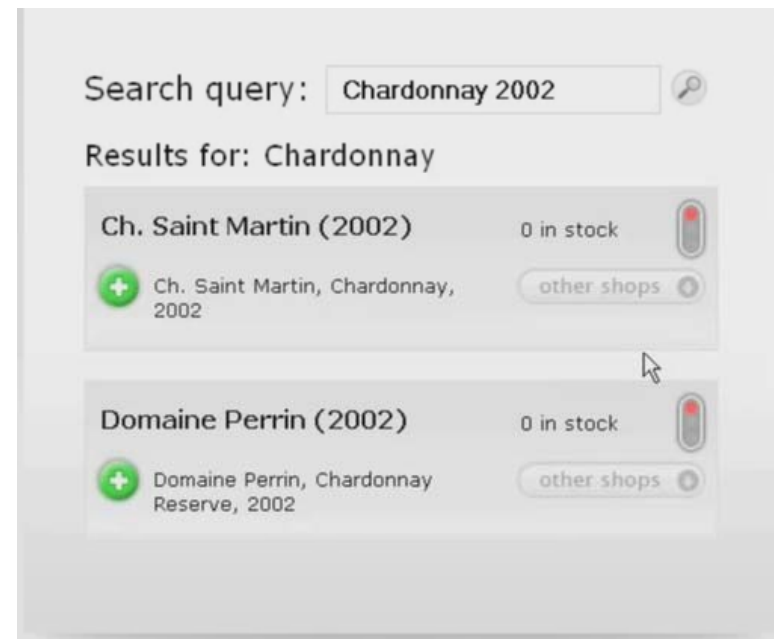 Search query: Chardonnay 2002
Results for: Chardonnay
Ch. Saint Martin (2002) 0 in stock
Ch. Saint Martin, Chardonnay, other shops
2002
Domaine Perrin (2002) 0 in stock
Domaine Perrin, Chardonnay other shops
Reserve, 2002